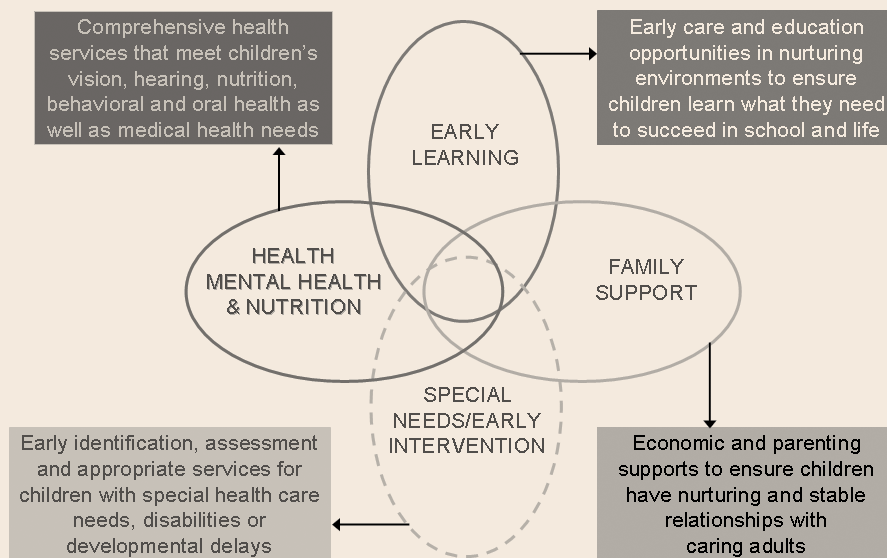 Comprehensive health
services that meet children's
vision, hearing, nutrition,
behavioral and oral health as
well as medical health needs
Early care and education
opportunities in nurturing
environments to ensure
children learn what they need
to succeed in school and life
EARLY
LEARNING
HEALTH
MENTAL HEALTH
& NUTRITION
FAMILY
SUPPORT
SPECIAL
NEEDS/EARLY
INTERVENTION
Early identification, assessment
and appropriate services for
children with special health care
needs, disabilities or
developmental delays
Economic and parenting
supports to ensure children
have nurturing and stable
relationships with
caring adults